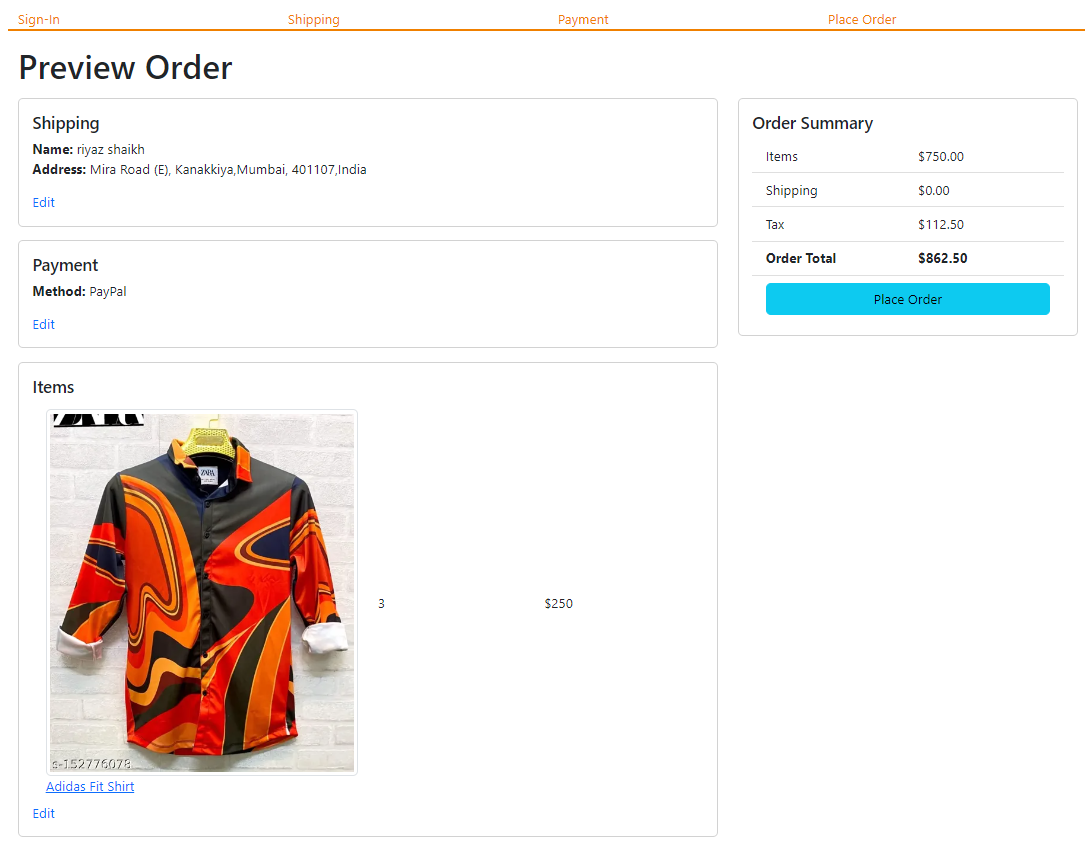 Sign-In Shipping Payment Place Order
Preview Order
Shipping
Name: riyaz shaikh
Address: Mira Road (E), Kanakkiya,Mumbai, 401107,India
Edit
Payment
Method: PayPal
Edit
Items
ZARA
3 $250
s-152776078
Adidas Fit Shirt
Edit
Order Summary
Items $750.00
Shipping $0.00
Tax $112.50
Order Total $862.50
Place Order